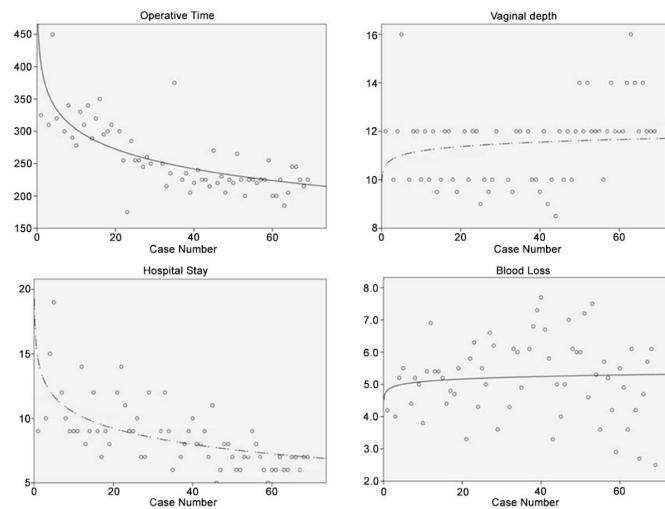 Operative Time
450
400
350
300
250
200
150
0 20 40 60
Case Number
Vaginal depth
16
14
12
10
8
0 20 40 60
Case Number
Hospital Stay
20
15
10
5
0 20 40 60
Case Number
Blood Loss
8.0
7.0
6.0
5.0
4.0
3.0
2.0
0 20 40 60
Case Number